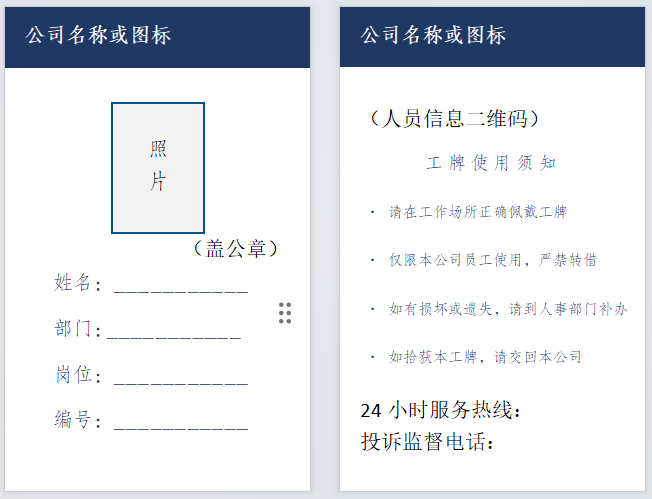 公司名称或图标
照
片
（盖公章）
姓名：___________
部门:___________
岗位：___________
编号：___________
公司名称或图标
（人员信息二维码）
工牌使用须知
· 请在工作场所正确佩戴工牌
· 仅限本公司员工使用，严禁转借
· 如有损坏或遗失，请到人事部门补办
· 如拾获本工牌，请交回本公司
24 小时服务热线：
投诉监督电话：